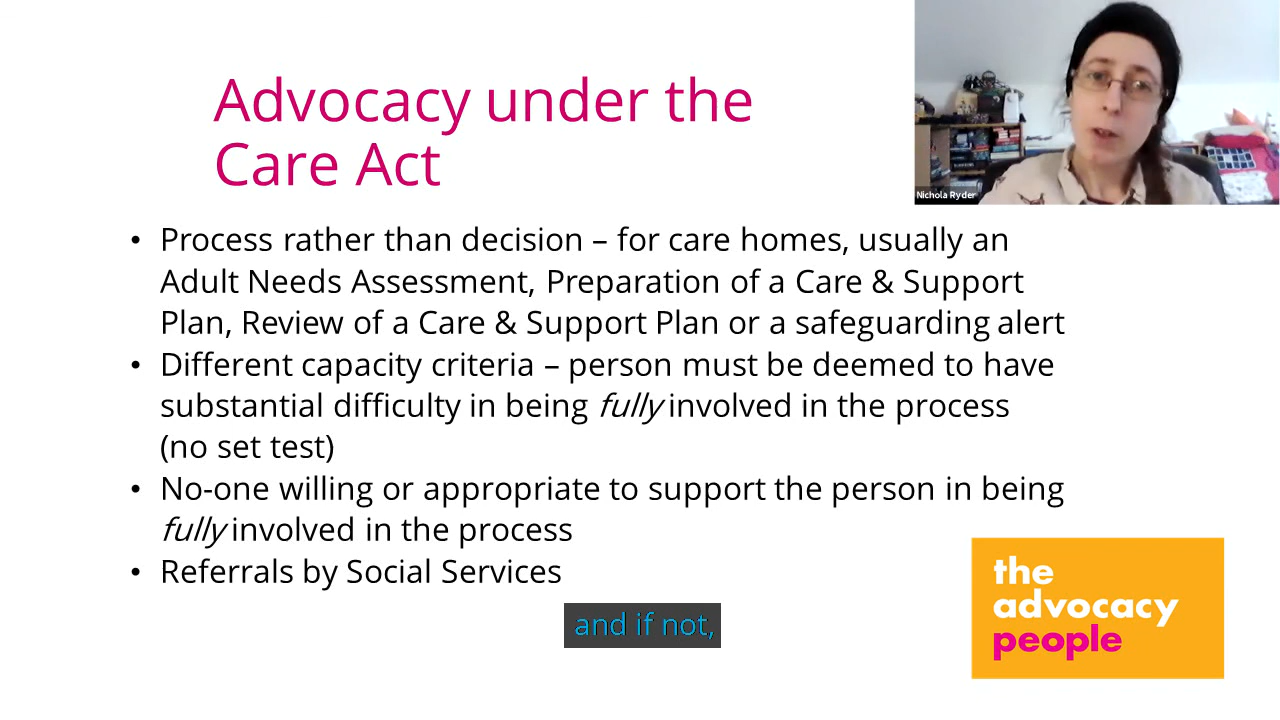 Advocacy under the
Care Act
Nichola Ryder
• Process rather than decision – for care homes, usually an
Adult Needs Assessment, Preparation of a Care & Support
Plan, Review of a Care & Support Plan or a safeguarding alert
• Different capacity criteria – person must be deemed to have
substantial difficulty in being fully involved in the process
(no set test)
• No-one willing or appropriate to support the person in being
fully involved in the process
• Referrals by Social Services
and if not,
the
advocacy
people